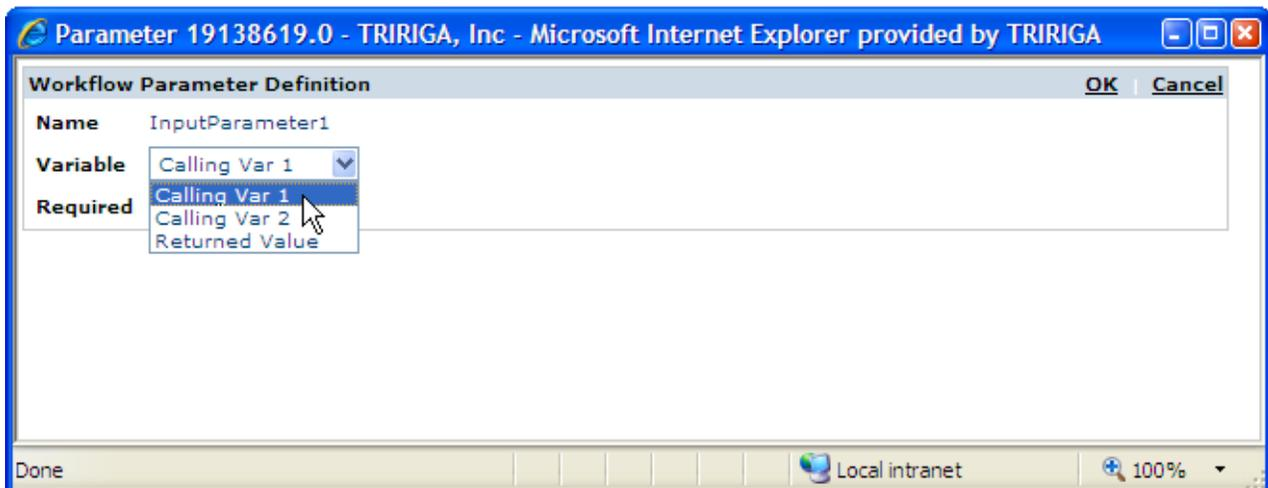 Parameter 19138619.0 - TRIRIGA, Inc - Microsoft Internet Explorer provided by TRIRIGA
Workflow Parameter Definition OK | Cancel
Name InputParameter1
Variable Calling Var 1
Required Calling Var 1
Calling Var 2
Returned Value
Done Local intranet 100%